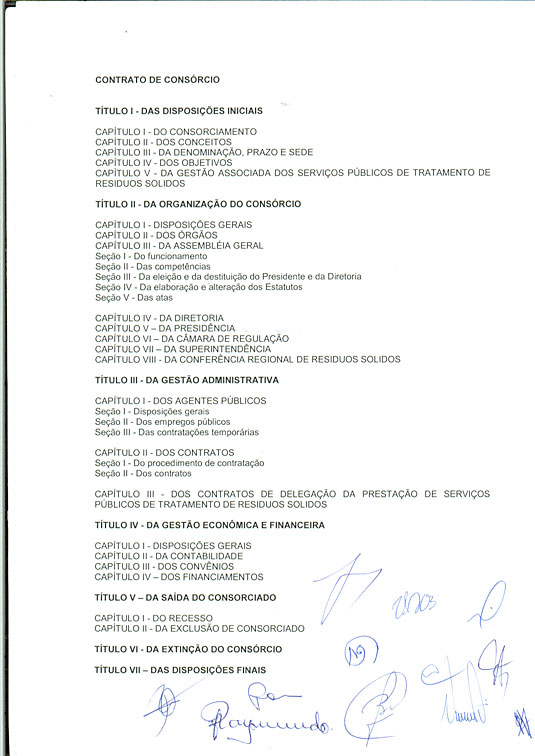 CONTRATO DE CONSÓRCIO
TÍTULO I - DAS DISPOSIÇÕES INICIAIS
CAPÍTULO I - DO CONSORCIAMENTO
CAPÍTULO II - DOS CONCEITOS
CAPÍTULO III - DA DENOMINAÇÃO, PRAZO E SEDE
CAPÍTULO IV - DOS OBJETIVOS
CAPÍTULO V - DA GESTÃO ASSOCIADA DOS SERVIÇOS PÚBLICOS DE TRATAMENTO DE
RESIDUOS SOLIDOS
TÍTULO II - DA ORGANIZAÇÃO DO CONSÓRCIO
CAPÍTULO I - DISPOSIÇÕES GERAIS
CAPÍTULO II - DOS ÓRGÃOS
CAPÍTULO III - DA ASSEMBLÉIA GERAL
Seção I - Do funcionamento
Seção II - Das competências
Seção III - Da eleição e da destituição do Presidente e da Diretoria
Seção IV - Da elaboração e alteração dos Estatutos
Seção V - Das atas
CAPÍTULO IV - DA DIRETORIA
CAPÍTULO V – DA PRESIDÊNCIA
CAPÍTULO VI – DA CÂMARA DE REGULAÇÃO
CAPÍTULO VII – DA SUPERINTENDÊNCIA
CAPÍTULO VIII - DA CONFERÊNCIA REGIONAL DE RESIDUOS SOLIDOS
TÍTULO III - DA GESTÃO ADMINISTRATIVA
CAPÍTULO I - DOS AGENTES PÚBLICOS
Seção I - Disposições gerais
Seção II - Dos empregos públicos
Seção III - Das contratações temporárias
CAPÍTULO II - DOS CONTRATOS
Seção I - Do procedimento de contratação
Seção II - Dos contratos
CAPÍTULO III - DOS CONTRATOS DE DELEGAÇÃO DA PRESTAÇÃO DE SERVIÇOS
PÚBLICOS DE TRATAMENTO DE RESIDUOS SOLIDOS
TÍTULO IV - DA GESTÃO ECONÔMICA E FINANCEIRA
CAPÍTULO I - DISPOSIÇÕES GERAIS
CAPÍTULO II - DA CONTABILIDADE
CAPÍTULO III - DOS CONVÊNIOS
CAPÍTULO IV – DOS FINANCIAMENTOS
TÍTULO V – DA SAÍDA DO CONSORCIADO
CAPÍTULO I - DO RECESSO
CAPÍTULO II - DA EXCLUSÃO DE CONSORCIADO
TÍTULO VI - DA EXTINÇÃO DO CONSÓRCIO
TÍTULO VII – DAS DISPOSIÇÕES FINAIS
Raymundo